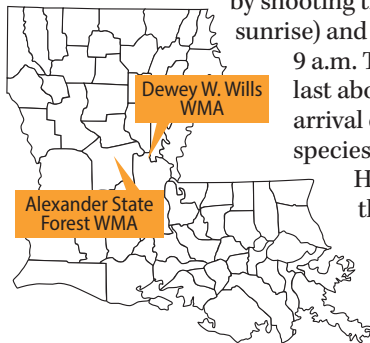 by shooting t
sunrise) and
9 a.m. T
last abo
arrival
species
H
th
Dewey W. Wills
WMA
Alexander State
Forest WMA